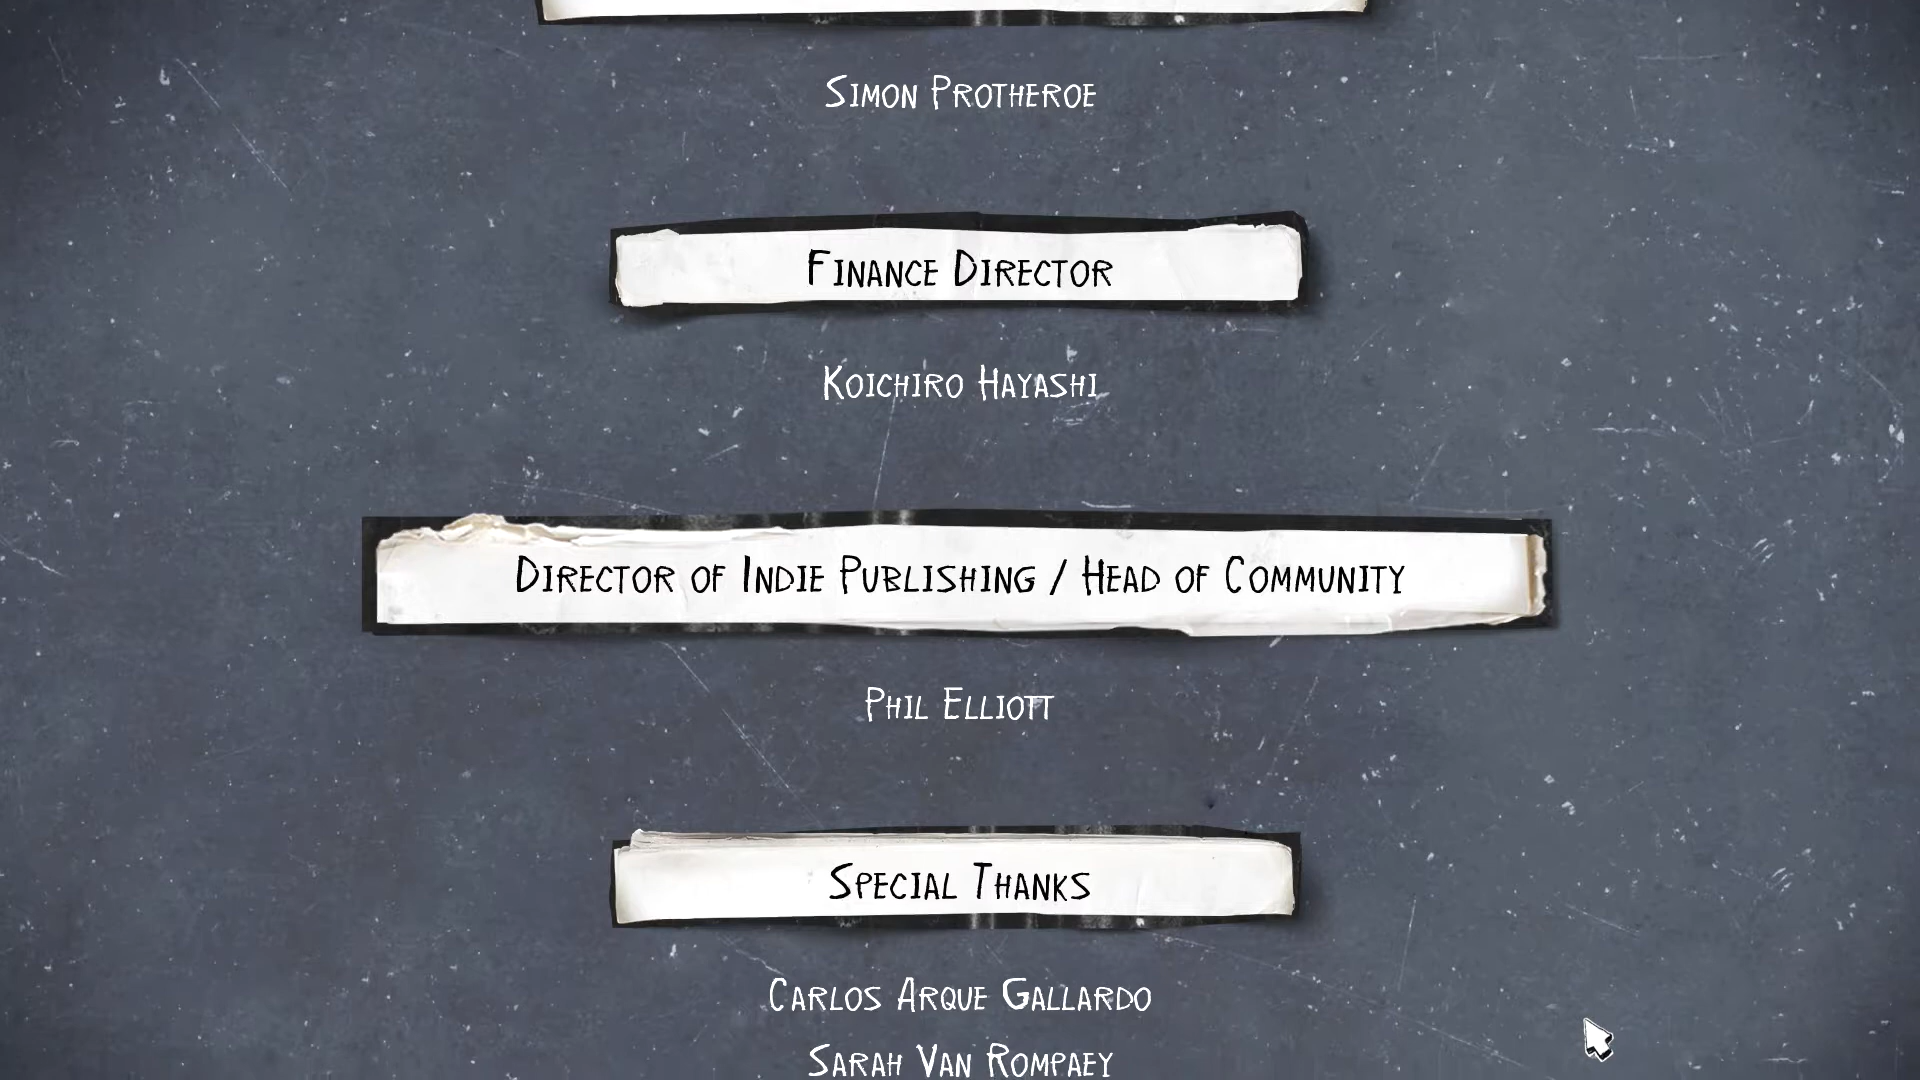 Simon Protheroe
Finance Director
Koichiro Hayashi
Director of Indie Publishing / Head of Community
Phil Elliott
Special Thanks
Carlos Arque Gallardo
Sarah Van Rompaey